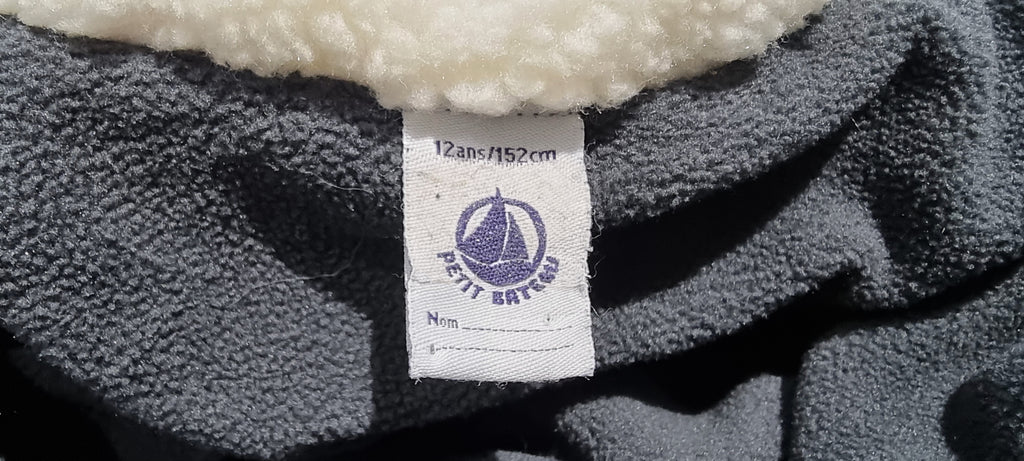 12ans/152cm
PETIT BATEAU
Nom